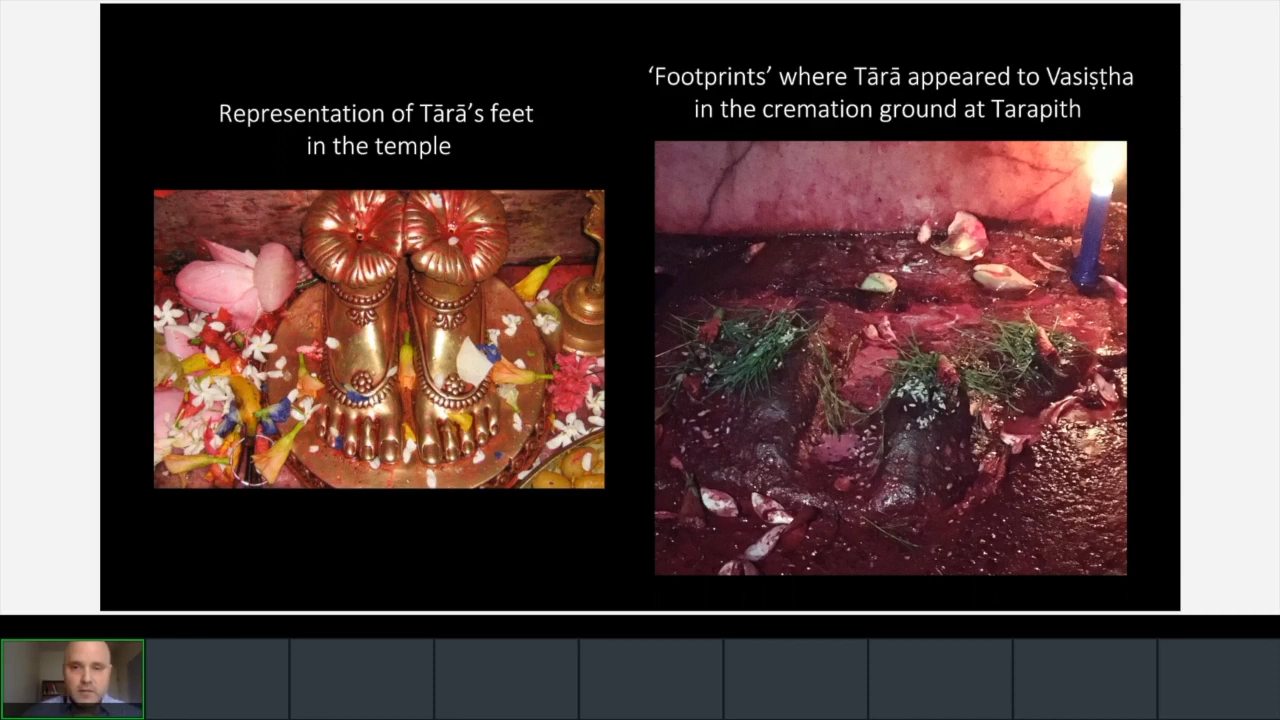 Representation of Tārā’s feet
in the temple
‘Footprints’ where Tārā appeared to Vasiṣṭha
in the cremation ground at Tarapith